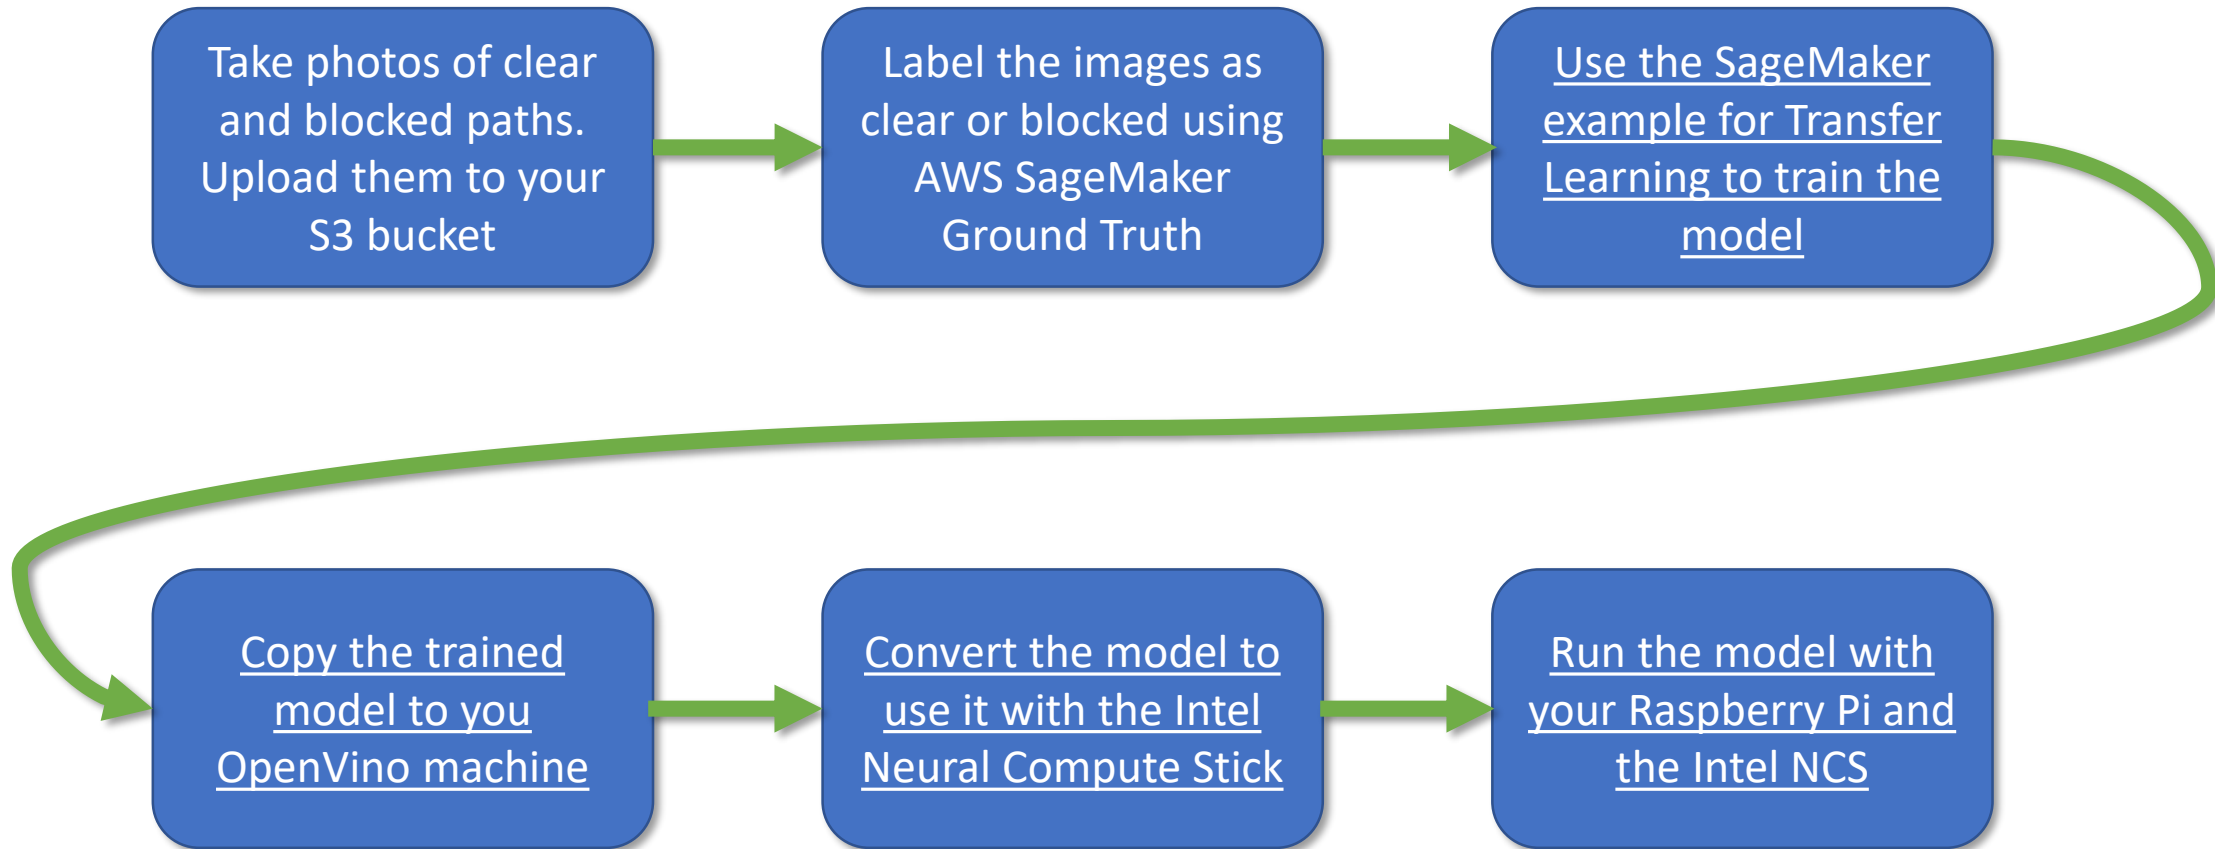 Take photos of clear
and blocked paths.
Upload them to your
S3 bucket
Label the images as
clear or blocked using
AWS SageMaker
Ground Truth
Use the SageMaker
example for Transfer
Learning to train the
model
Copy the trained
model to you
OpenVino machine
Convert the model to
use it with the Intel
Neural Compute Stick
Run the model with
your Raspberry Pi and
the Intel NCS